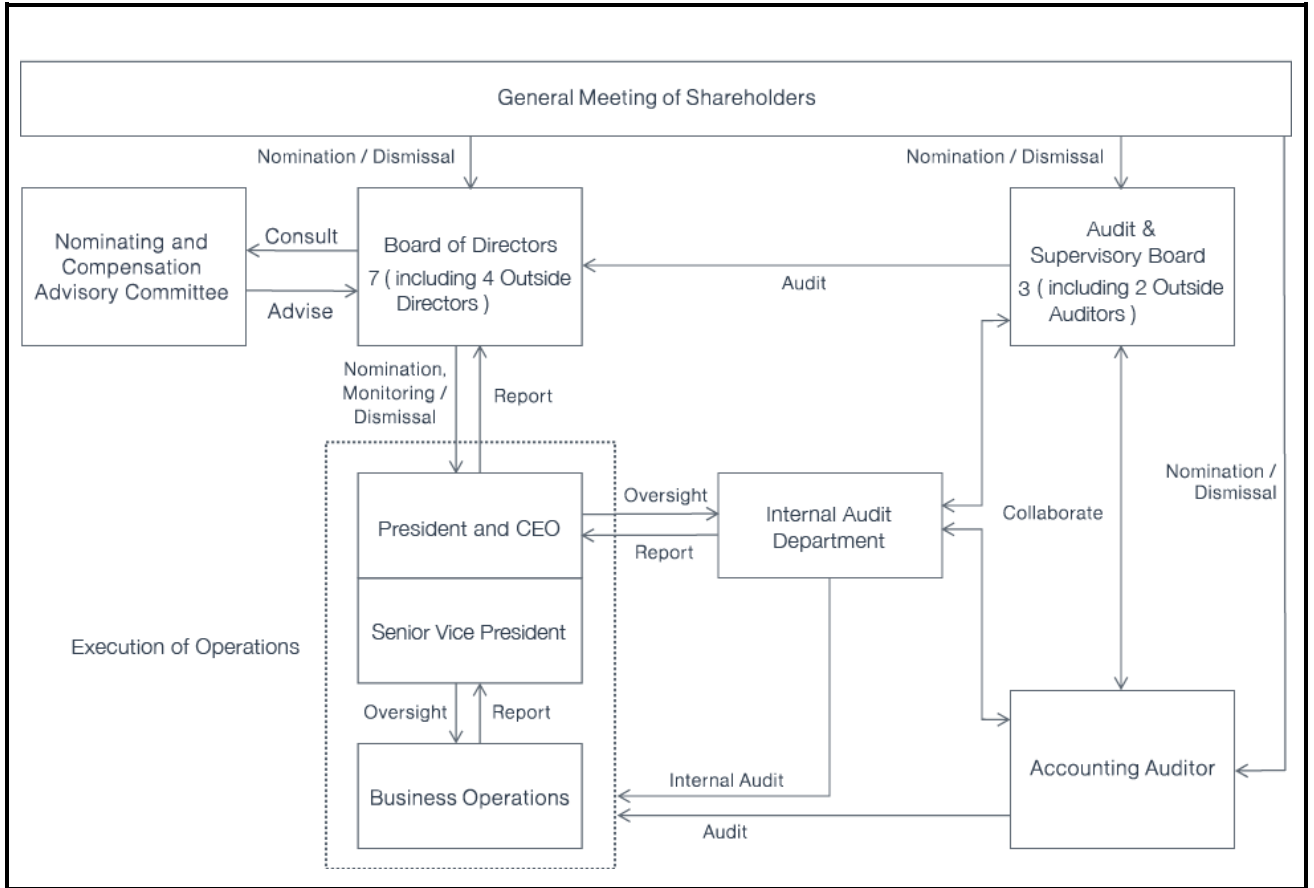 General Meeting of Shareholders
Nomination / Dismissal
Nomination / Dismissal
Nominating and
Compensation
Advisory Committee
Consult
Advise
Board of Directors
7 ( including 4 Outside
Directors )
Audit
Audit &
Supervisory Board
3 ( including 2 Outside
Auditors )
Nomination,
Monitoring /
Dismissal
Report
President and CEO
Oversight
Report
Internal Audit
Department
Collaborate
Nomination /
Dismissal
Senior Vice President
Execution of Operations
Oversight
Report
Business Operations
Internal Audit
Audit
Accounting Auditor